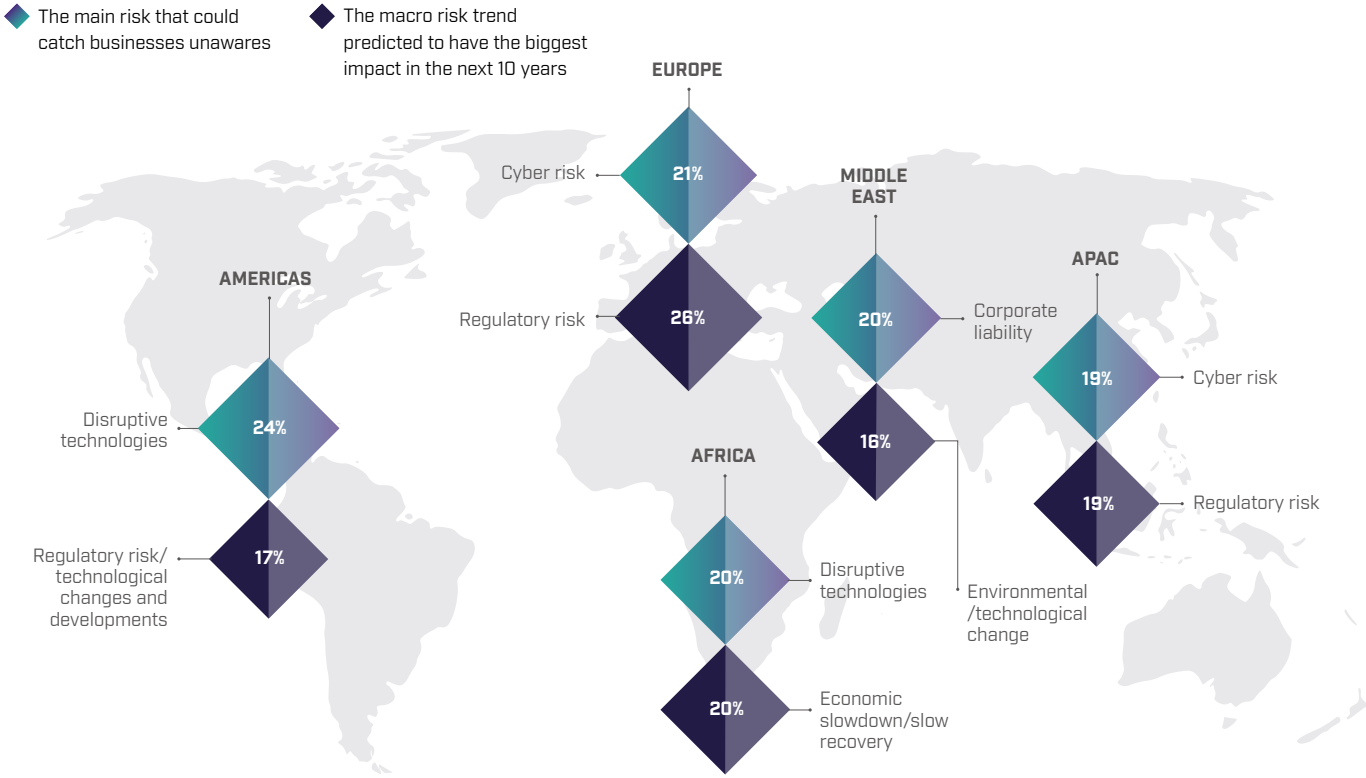 The main risk that could
catch businesses unawares
The macro risk trend
predicted to have the biggest
impact in the next 10 years
EUROPE
Cyber risk
21%
Regulatory risk
26%
MIDDLE
EAST
20%
Corporate
liability
16%
Environmental
/technological
change
APAC
19%
Cyber risk
19%
Regulatory risk
AMERICAS
Disruptive
technologies
24%
Regulatory risk/
technological
changes and
developments
17%
AFRICA
20%
Disruptive
technologies
20%
Economic
slowdown/slow
recovery